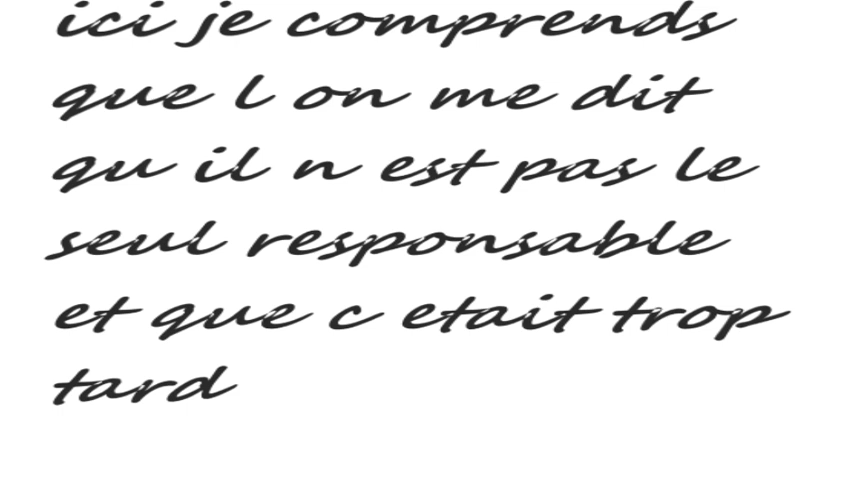 ici je comprends
que l on me dit
qu il n est pas le
seul responsable
et que c etait trop
tard